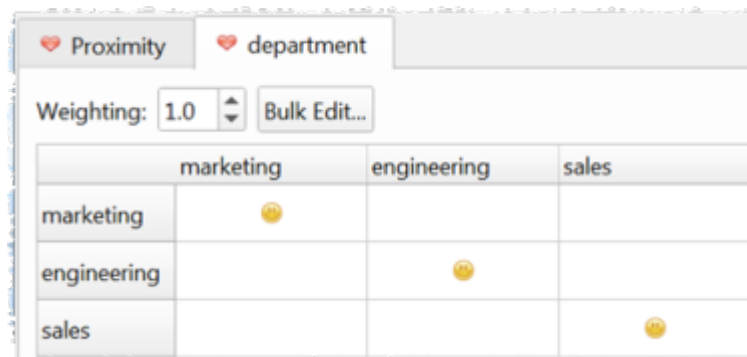 Proximity department
Weighting: 1.0 Bulk Edit...
marketing engineering sales
marketing
engineering
sales